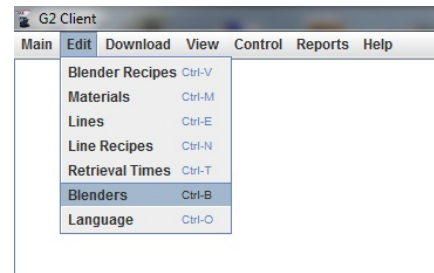 G2 Client
Main Edit Download View Control Reports Help
Blender Recipes Ctrl-V
Materials Ctrl-M
Lines Ctrl-E
Line Recipes Ctrl-N
Retrieval Times Ctrl-T
Blenders Ctrl-B
Language Ctrl-O